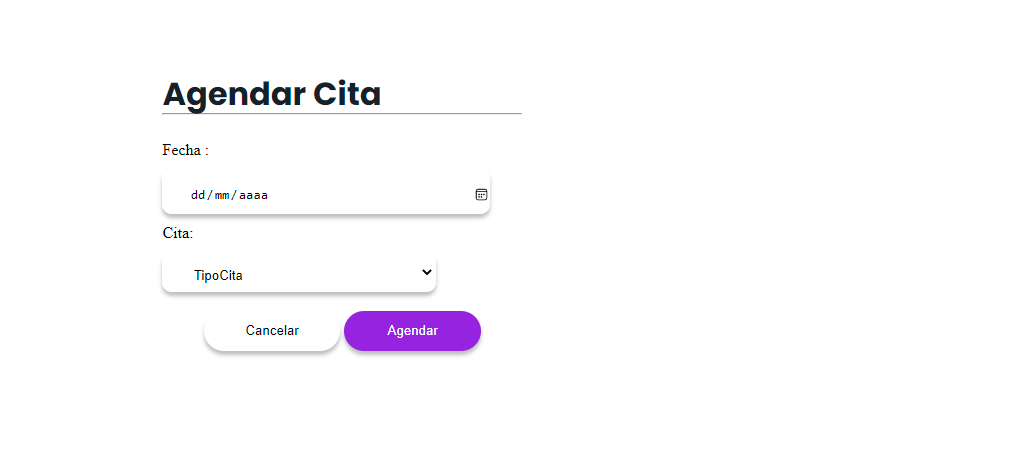 Agendar Cita
Fecha :
dd/mm/aaaa
Cita:
TipoCita
Cancelar Agendar